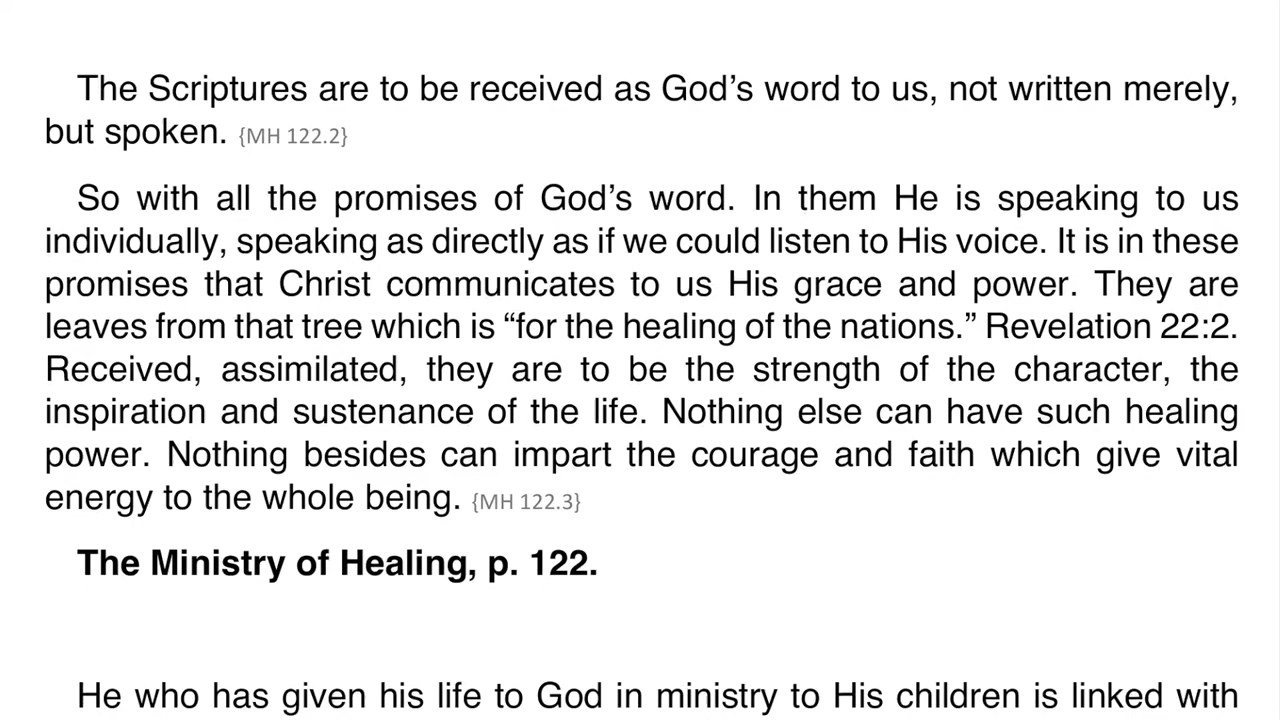 The Scriptures are to be received as God’s word to us, not written merely,
but spoken. {MH 122.2}
So with all the promises of God’s word. In them He is speaking to us
individually, speaking as directly as if we could listen to His voice. It is in these
promises that Christ communicates to us His grace and power. They are
leaves from that tree which is “for the healing of the nations.” Revelation 22:2.
Received, assimilated, they are to be the strength of the character, the
inspiration and sustenance of the life. Nothing else can have such healing
power. Nothing besides can impart the courage and faith which give vital
energy to the whole being. {MH 122.3}
The Ministry of Healing, p. 122.
He who has given his life to God in ministry to His children is linked with